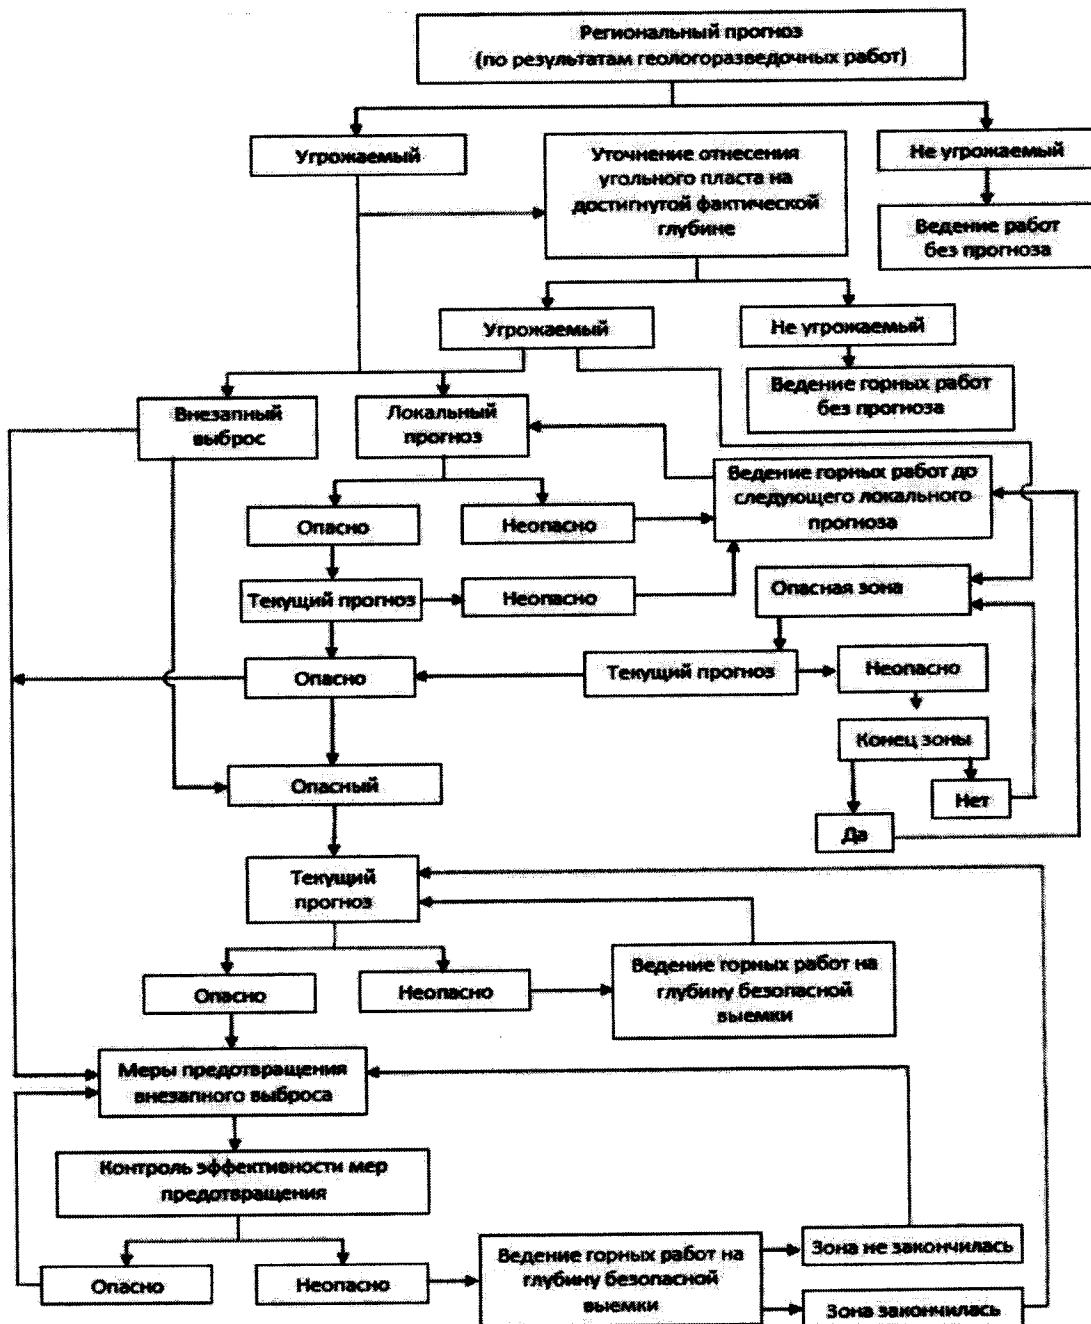 Региональный прогноз
(по результатам геологоразведочных работ)
Угрожаемый
Уточнение отнесения
угольного пласта на
достигнутой фактической
глубине
Не угрожаемый
Ведение работ
без прогноза
Угрожаемый
Не угрожаемый
Ведение горных работ
без прогноза
Внезапный
выброс
Локальный
прогноз
Ведение горных работ до
следующего локального
прогноза
Опасно
Неопасно
Текущий прогноз
Неопасно
Опасная зона
Опасно
Текущий прогноз
Неопасно
Конец зоны
Опасный
Нет
Да
Текущий
прогноз
Опасно
Неопасно
Ведение горных работ на
глубину безопасной
выемки
Меры предотвращения
внезапного выброса
Контроль эффективности мер
предотвращения
Опасно
Неопасно
Ведение горных работ на
глубину безопасной
выемки
Зона не закончилась
Зона закончилась